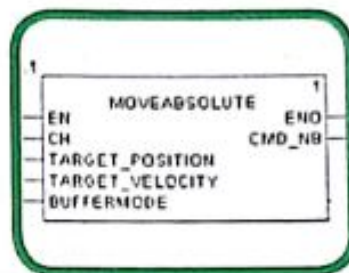 1
1
MOVEABSOLUTE
EN ENO
CH CMD_NB
TARGET_POSITION
TARGET_VELOCITY
BUFFERMODE